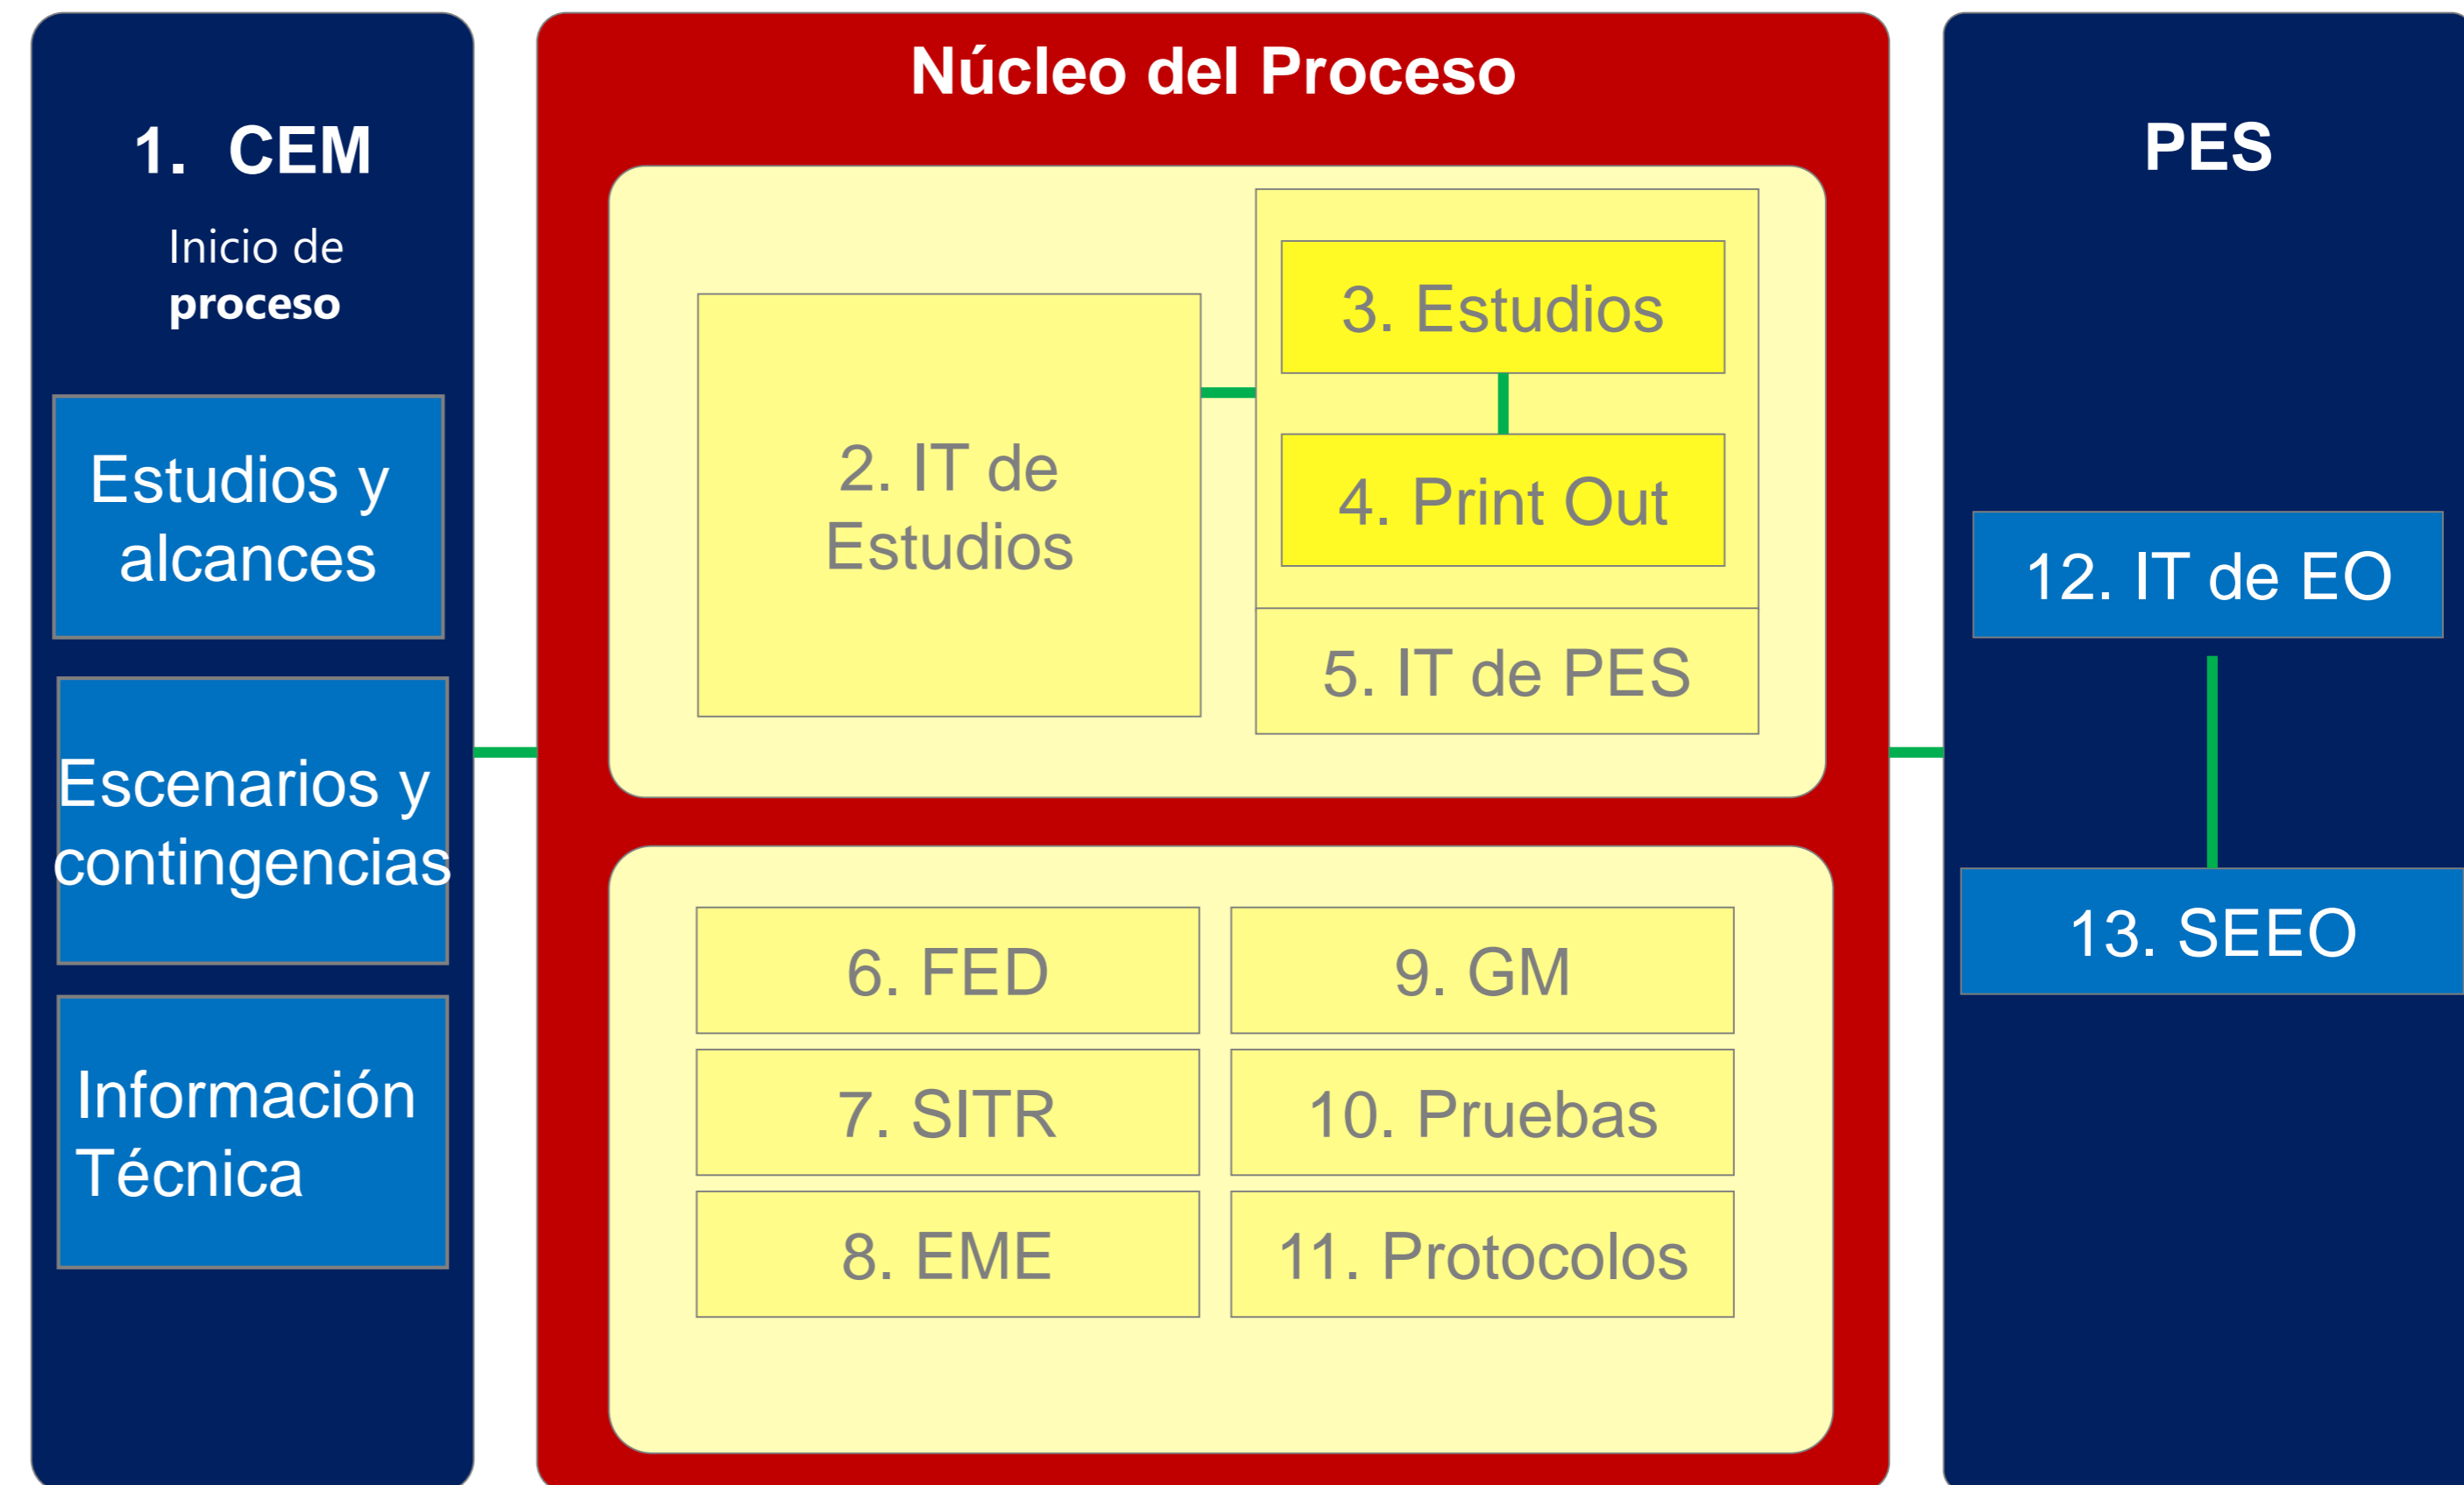 1. CEM
Inicio de
proceso
Estudios y
alcances
Escenarios y
contingencias
Información
Técnica
Núcleo del Proceso
2. IT de
Estudios
3. Estudios
4. Print Out
5. IT de PES
6. FED
7. SITR
8. EME
9. GM
10. Pruebas
11. Protocolos
PES
12. IT de EO
13. SEEO